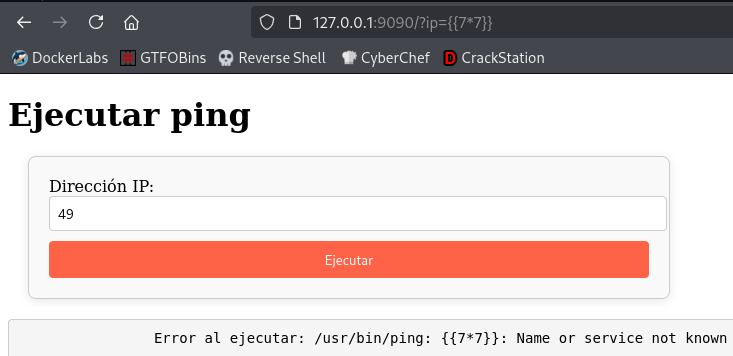 127.0.0.1:9090/?ip={{7*7}}
DockerLabs GTFOBins Reverse Shell CyberChef CrackStation
Ejecutar ping
Dirección IP:
49
Ejecutar
Error al ejecutar: /usr/bin/ping: {{7*7}}: Name or service not known